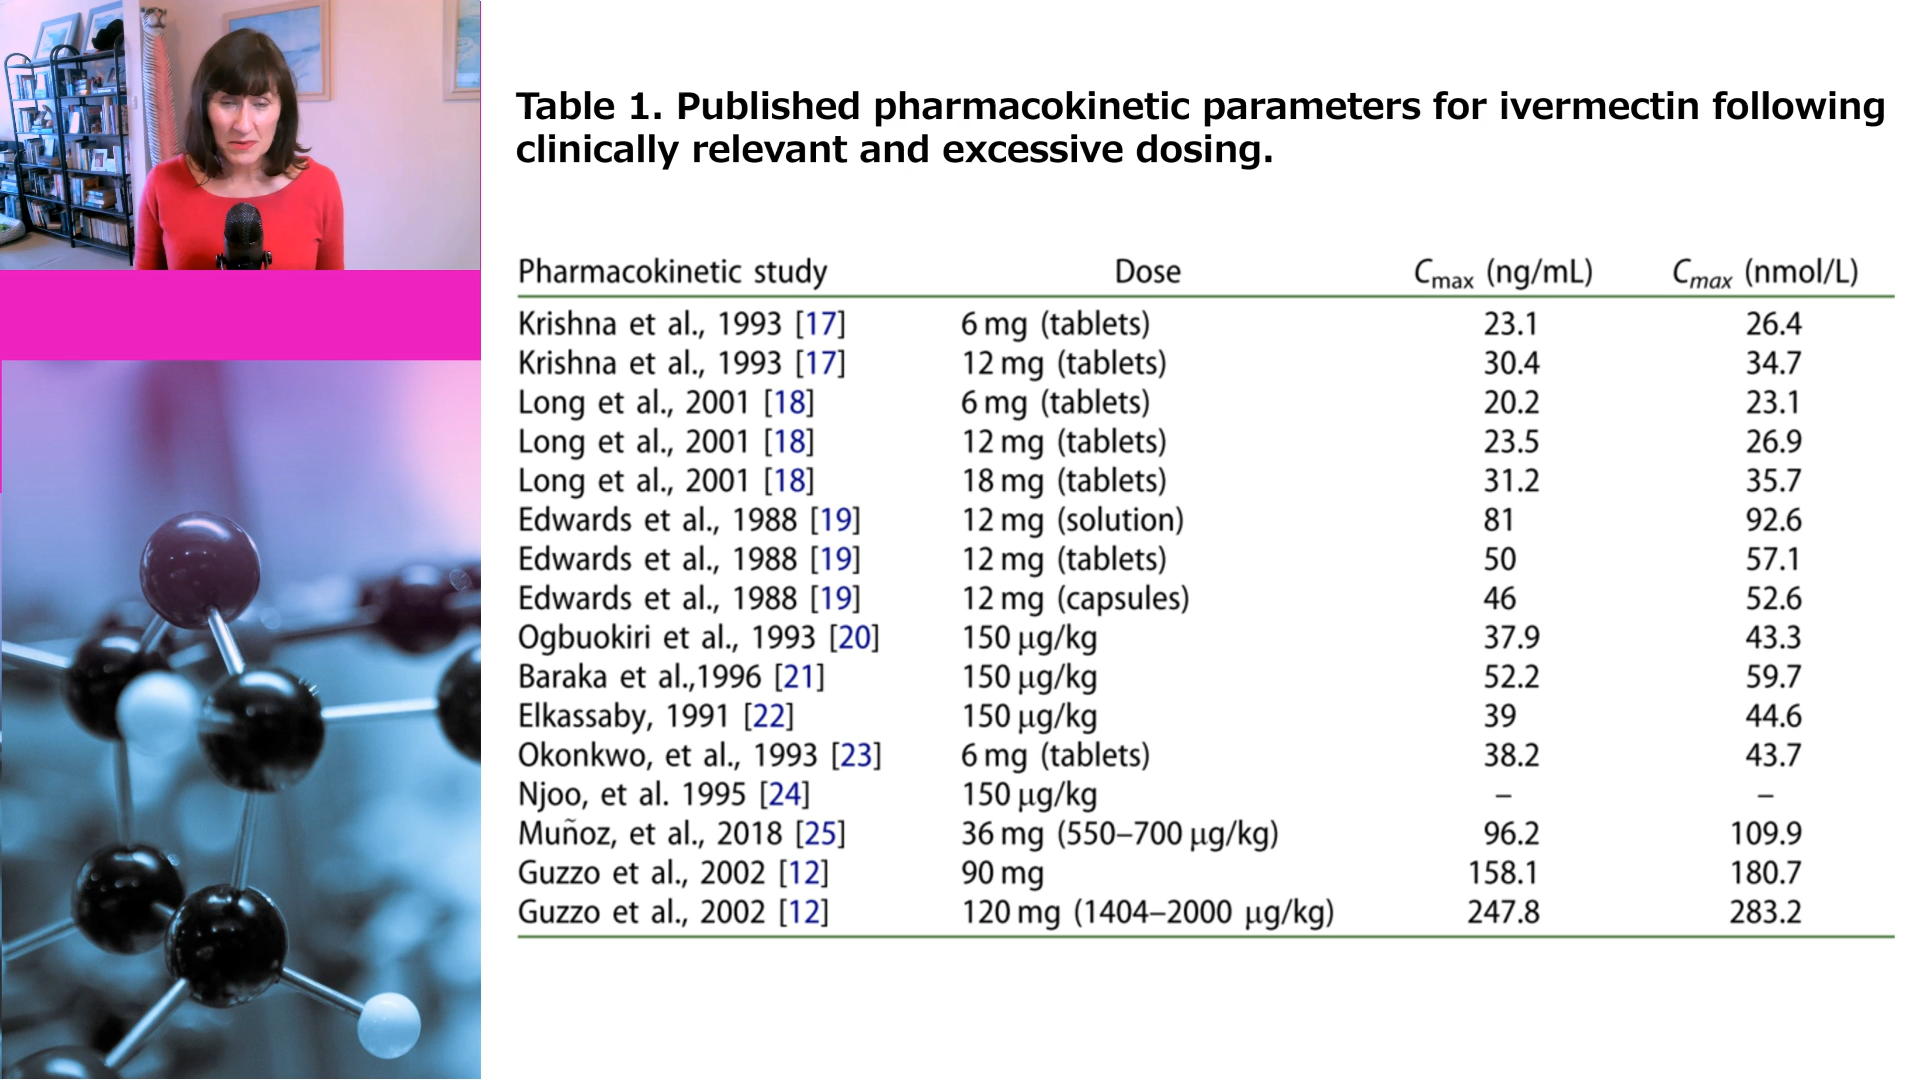 Table 1. Published pharmacokinetic parameters for ivermectin following
clinically relevant and excessive dosing.
Pharmacokinetic study Dose Cmax (ng/mL) Cmax (nmol/L)
Krishna et al., 1993 [17] 6 mg (tablets) 23.1 26.4
Krishna et al., 1993 [17] 12 mg (tablets) 30.4 34.7
Long et al., 2001 [18] 6 mg (tablets) 20.2 23.1
Long et al., 2001 [18] 12 mg (tablets) 23.5 26.9
Long et al., 2001 [18] 18 mg (tablets) 31.2 35.7
Edwards et al., 1988 [19] 12 mg (solution) 81 92.6
Edwards et al., 1988 [19] 12 mg (tablets) 50 57.1
Edwards et al., 1988 [19] 12 mg (capsules) 46 52.6
Ogbuokiri et al., 1993 [20] 150 μg/kg 37.9 43.3
Baraka et al.,1996 [21] 150 μg/kg 52.2 59.7
Elkassaby, 1991 [22] 150 μg/kg 39 44.6
Okonkwo, et al., 1993 [23] 6 mg (tablets) 38.2 43.7
Njoo, et al. 1995 [24] 150 μg/kg – –
Muñoz, et al., 2018 [25] 36 mg (550–700 μg/kg) 96.2 109.9
Guzzo et al., 2002 [12] 90 mg 158.1 180.7
Guzzo et al., 2002 [12] 120 mg (1404–2000 μg/kg) 247.8 283.2